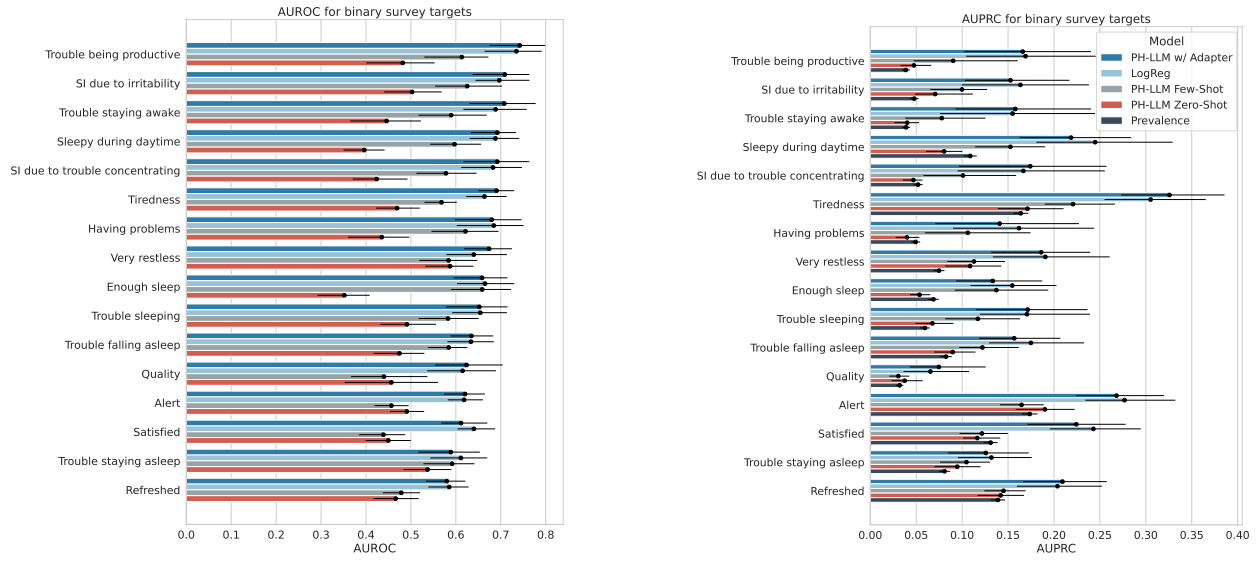 AUROC for binary survey targets
Trouble being productive
SI due to irritability
Trouble staying awake
Sleepy during daytime
SI due to trouble concentrating
Tiredness
Having problems
Very restless
Enough sleep
Trouble sleeping
Trouble falling asleep
Quality
Alert
Satisfied
Trouble staying asleep
Refreshed
0.0 0.1 0.2 0.3 0.4 0.5 0.6 0.7 0.8
AUROC
AUPRC for binary survey targets
Model
PH-LLM w/ Adapter
LogReg
PH-LLM Few-Shot
PH-LLM Zero-Shot
Prevalence
Trouble being productive
SI due to irritability
Trouble staying awake
Sleepy during daytime
SI due to trouble concentrating
Tiredness
Having problems
Very restless
Enough sleep
Trouble sleeping
Trouble falling asleep
Quality
Alert
Satisfied
Trouble staying asleep
Refreshed
0.00 0.05 0.10 0.15 0.20 0.25 0.30 0.35 0.40
AUPRC